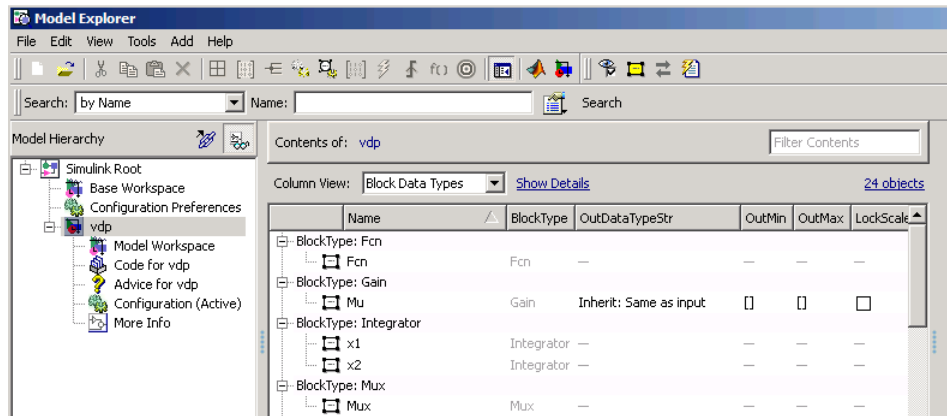 Model Explorer
File Edit View Tools Add Help
Search: by Name Name: Search
Model Hierarchy
Contents of: vdp Filter Contents
Simulink Root
Base Workspace
Configuration Preferences
vdp
Model Workspace
Code for vdp
Advice for vdp
Configuration (Active)
More Info
Column View: Block Data Types Show Details 24 objects
Name BlockType OutDataTypeStr OutMin OutMax LockScale
BlockType: Fcn
Fcn Fcn — — — —
BlockType: Gain
Mu Gain Inherit: Same as input [] []
BlockType: Integrator
x1 Integrator — — — —
x2 Integrator — — — —
BlockType: Mux
Mux Mux — — — —